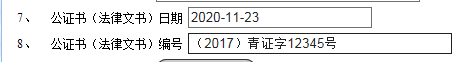 7、 公证书（法律文书）日期 2020-11-23
8、 公证书（法律文书）编号 （2017）青证字12345号